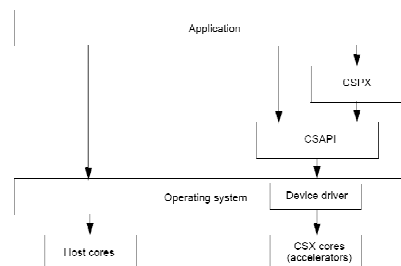 Application
CSPX
CSAPI
Operating system
Device driver
Host cores
CSX cores
(accelerators)